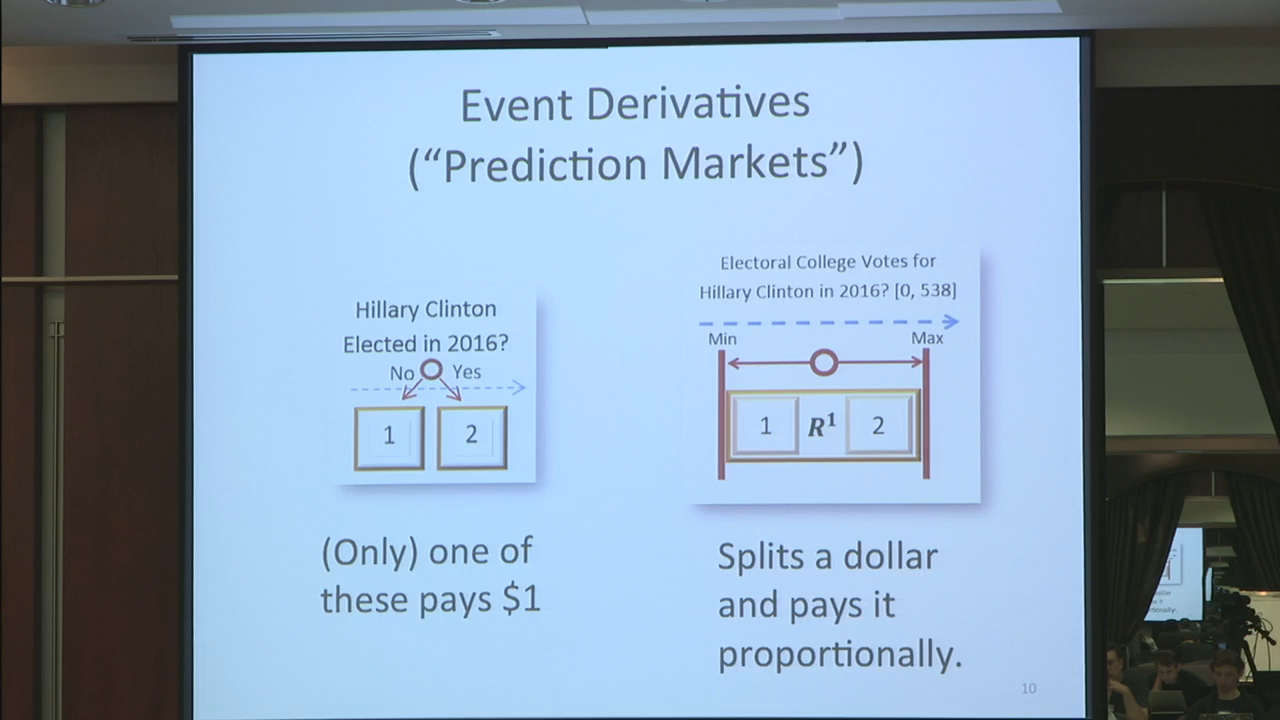 Event Derivatives
(“Prediction Markets”)
Hillary Clinton
Elected in 2016?
No Yes
1 2
(Only) one of
these pays $1
Electoral College Votes for
Hillary Clinton in 2016? [0, 538]
Min Max
1 R¹ 2
Splits a dollar
and pays it
proportionally.
10